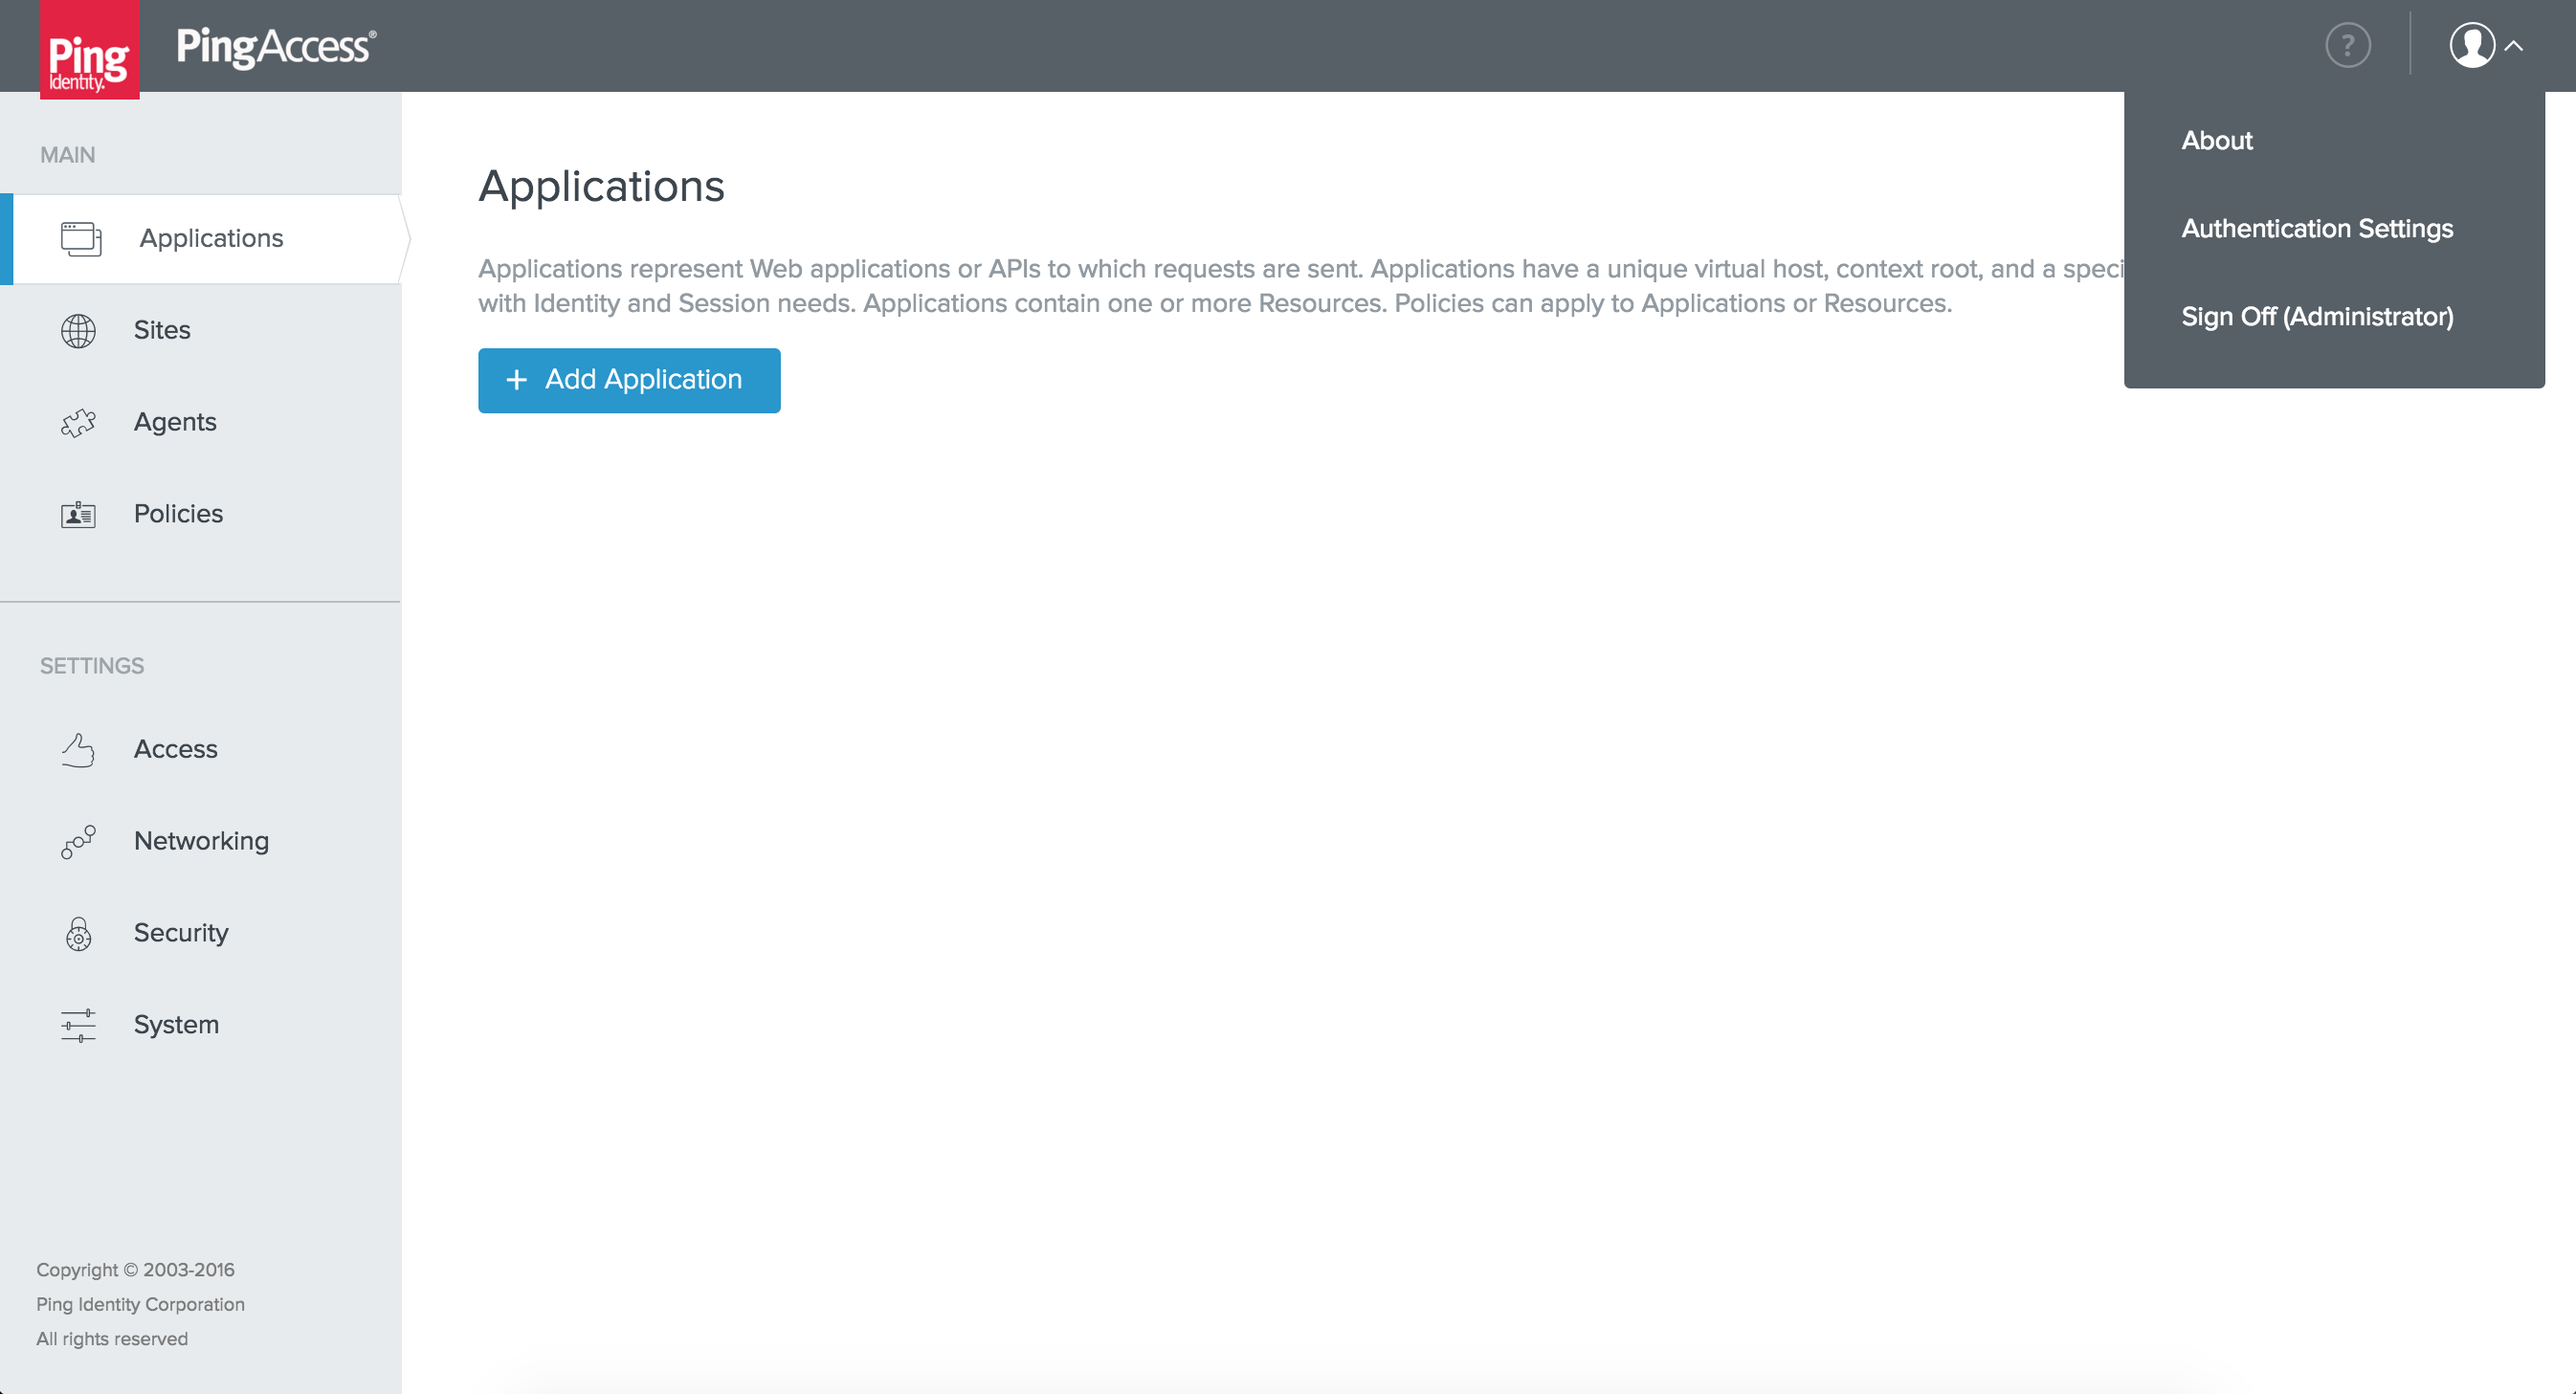 Ping
Identity.
PingAccess®
?
About
Authentication Settings
Sign Off (Administrator)
MAIN
Applications
Sites
Agents
Policies
SETTINGS
Access
Networking
Security
System
Copyright © 2003-2016
Ping Identity Corporation
All rights reserved
Applications
Applications represent Web applications or APIs to which requests are sent. Applications have a unique virtual host, context root, and a speci
with Identity and Session needs. Applications contain one or more Resources. Policies can apply to Applications or Resources.
+ Add Application